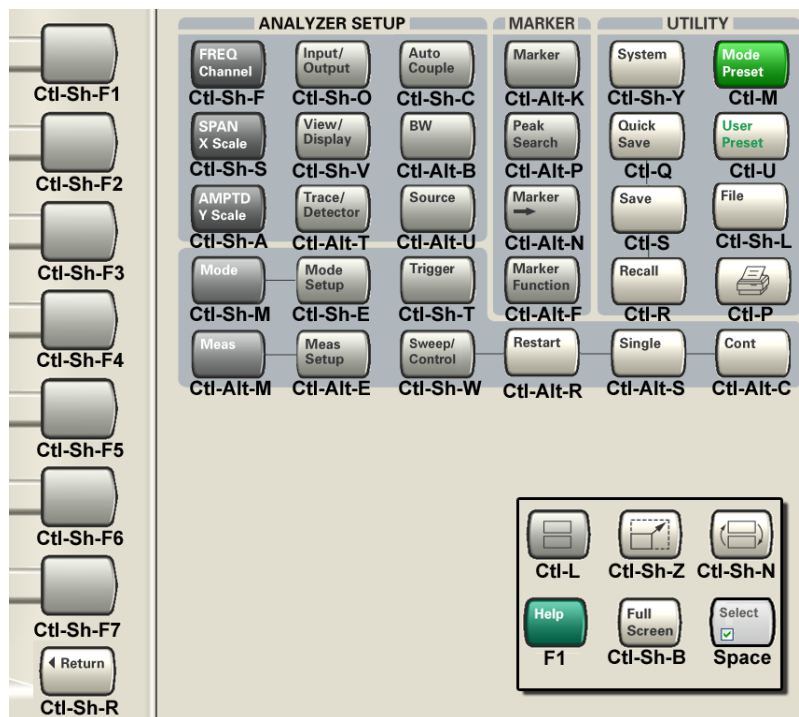 ANALYZER SETUP
MARKER
UTILITY
FREQ
Channel
Input/
Output
Auto
Couple
Marker
System
Mode
Preset
Ctl-Sh-F1
Ctl-Sh-F
Ctl-Sh-O
Ctl-Sh-C
Ctl-Alt-K
Ctl-Sh-Y
Ctl-M
SPAN
X Scale
View/
Display
BW
Peak
Search
Quick
Save
User
Preset
Ctl-Sh-F2
Ctl-Sh-S
Ctl-Sh-V
Ctl-Alt-B
Ctl-Alt-P
Ctl-Q
Ctl-U
AMPTD
Y Scale
Trace/
Detector
Source
Marker
Save
File
Ctl-Sh-A
Ctl-Alt-T
Ctl-Alt-U
Ctl-Alt-N
Ctl-S
Ctl-Sh-L
Ctl-Sh-F3
Mode
Mode
Setup
Trigger
Marker
Function
Recall
Ctl-Sh-M
Ctl-Sh-E
Ctl-Sh-T
Ctl-Alt-F
Ctl-R
Ctl-P
Meas
Meas
Setup
Sweep/
Control
Restart
Single
Cont
Ctl-Sh-F4
Ctl-Alt-M
Ctl-Alt-E
Ctl-Sh-W
Ctl-Alt-R
Ctl-Alt-S
Ctl-Alt-C
Ctl-Sh-F5
Ctl-Sh-F6
Ctl-L
Ctl-Sh-Z
Ctl-Sh-N
Help
Full
Screen
Select
Ctl-Sh-F7
F1
Ctl-Sh-B
Space
Return
Ctl-Sh-R